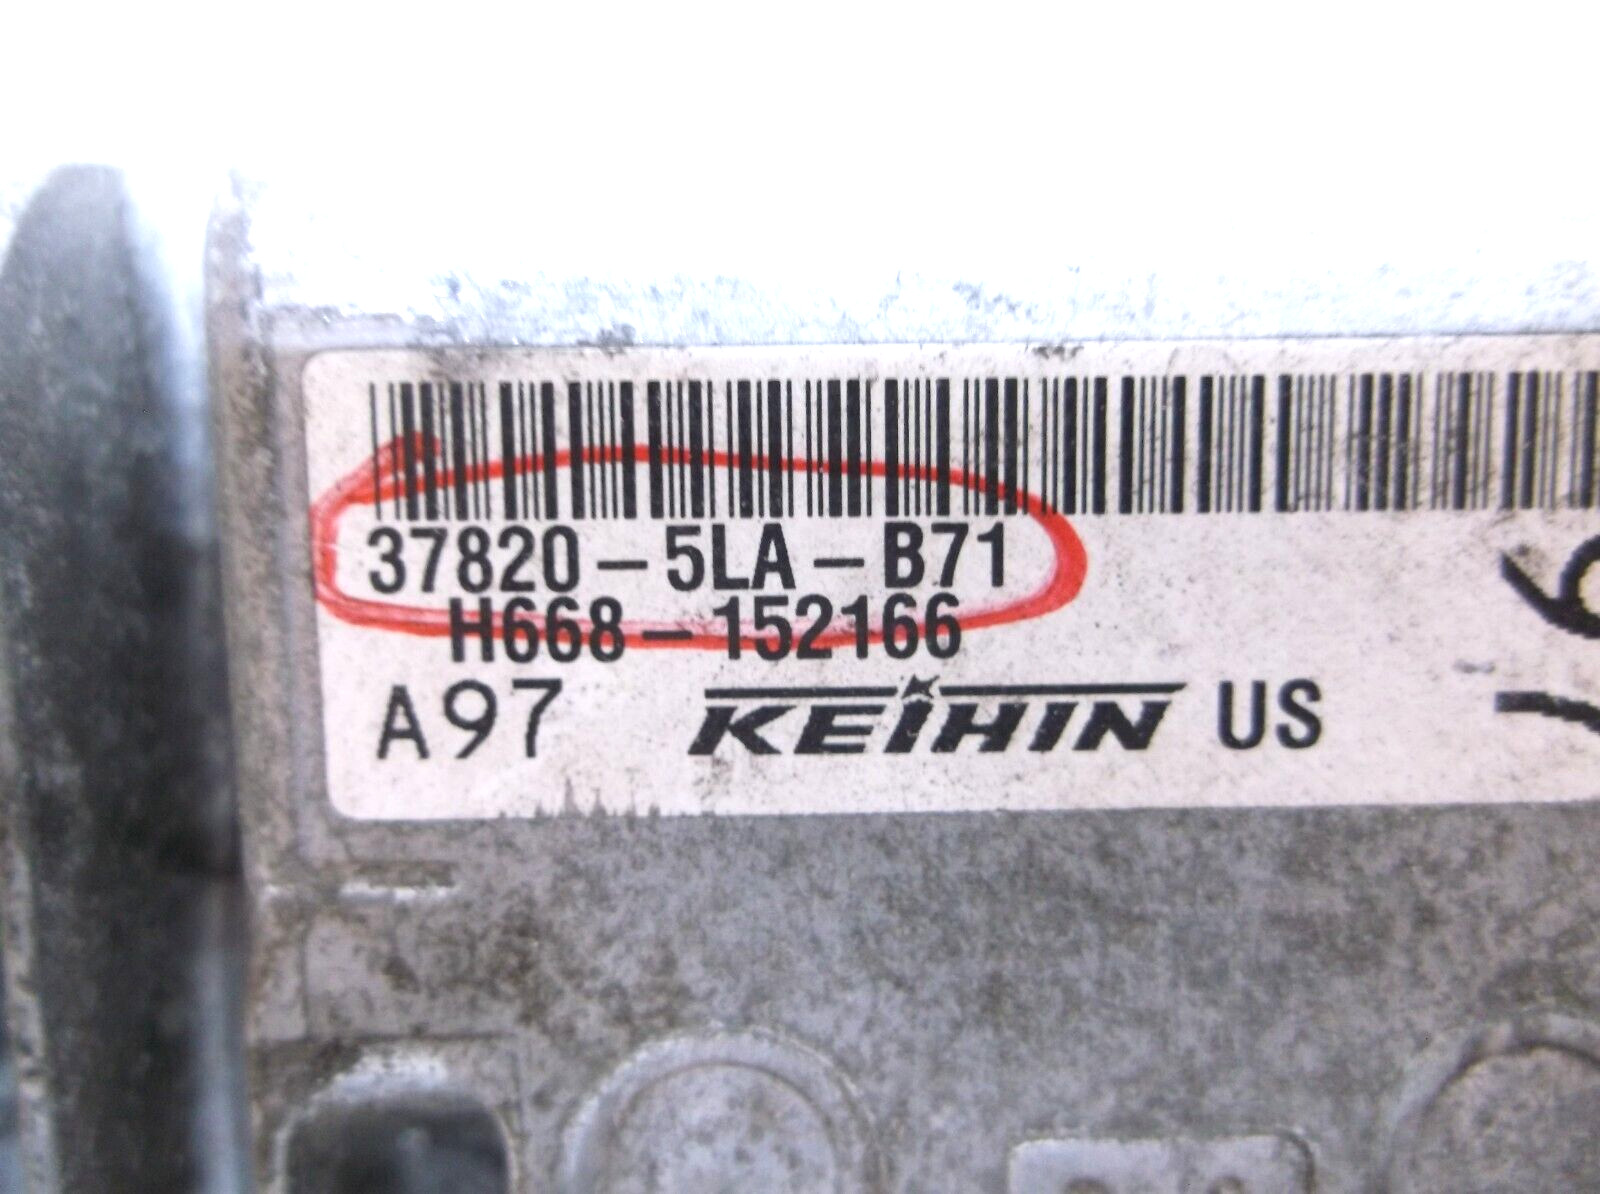 37820-5LA-B71
H668-152166
A97 KEIHIN US